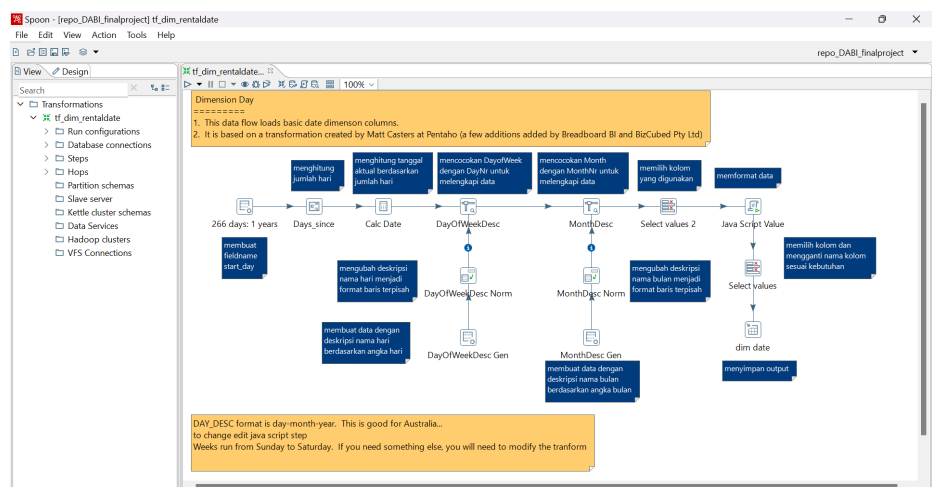 Spoon - [repo_DABI_finalproject] tf_dim_rentaldate
File Edit View Action Tools Help
repo_DABI_finalproject
View Design
tf_dim_rentaldate...
Search
100%
Transformations
tf_dim_rentaldate
Run configurations
Database connections
Steps
Hops
Partition schemas
Slave server
Kettle cluster schemas
Data Services
Hadoop clusters
VFS Connections
Dimension Day
=========
1. This data flow loads basic date dimenson columns.
2. It is based on a transformation created by Matt Casters at Pentaho (a few additions added by Breadboard BI and BizCubed Pty Ltd)
menghitung
jumlah hari
menghitung tanggal
aktual berdasarkan
jumlah hari
mencocokan DayofWeek
dengan DayNr untuk
melengkapi data
mencocokan Month
dengan MonthNr untuk
melengkapi data
memilih kolom
yang digunakan
memformat data
266 days: 1 years
Days_since
Calc Date
DayOfWeekDesc
MonthDesc
Select values 2
Java Script Value
membuat
fieldname
start_day
mengubah deskripsi
nama hari menjadi
format baris terpisah
DayOfWeekDesc Norm
MonthDesc Norm
mengubah deskripsi
nama bulan menjadi
format baris terpisah
Select values
memilih kolom dan
mengganti nama kolom
sesuai kebutuhan
membuat data dengan
deskripsi nama hari
berdasarkan angka hari
DayOfWeekDesc Gen
MonthDesc Gen
dim date
membuat data dengan
deskripsi nama bulan
berdasarkan angka bulan
menyimpan output
DAY_DESC format is day-month-year. This is good for Australia...
to change edit java script step
Weeks run from Sunday to Saturday. If you need something else, you will need to modify the tranform